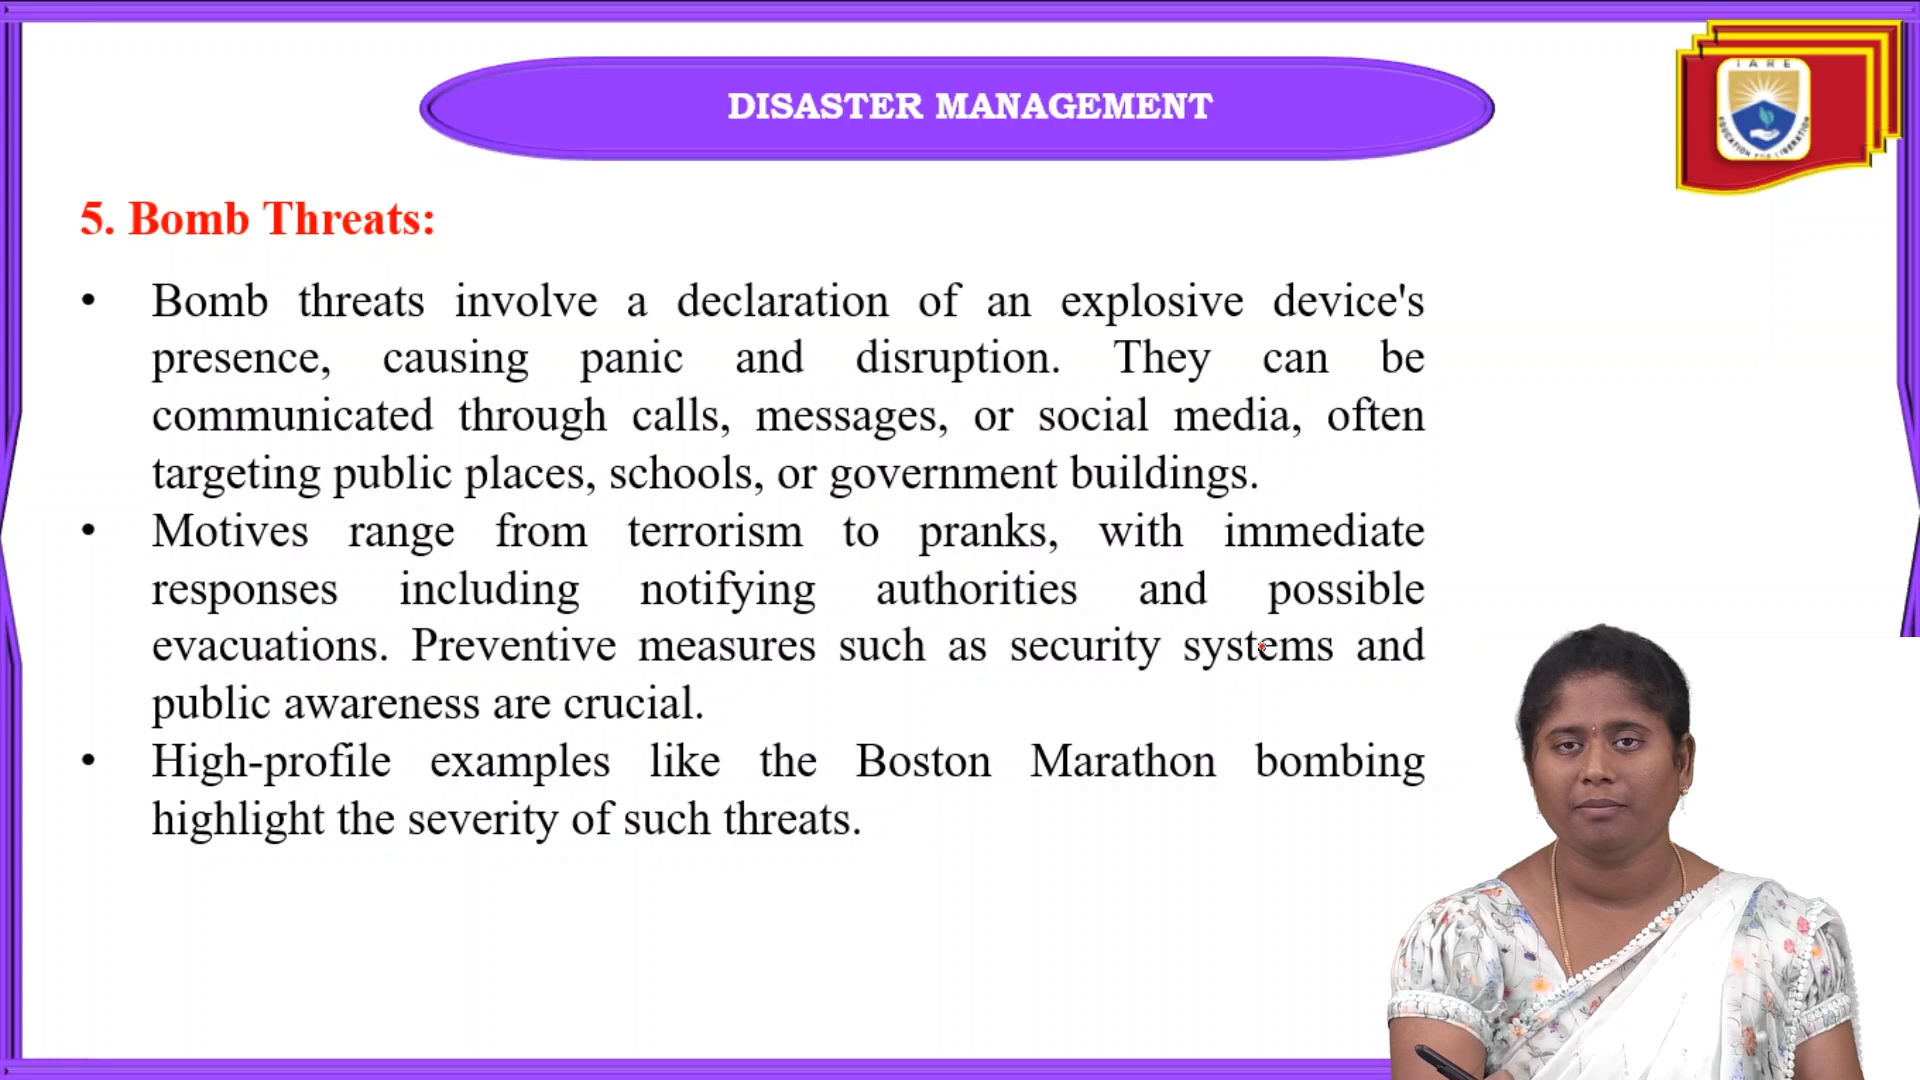 DISASTER MANAGEMENT
IARE
EDUCATION FOR LIBERATION
5. Bomb Threats:
• Bomb threats involve a declaration of an explosive device's
presence, causing panic and disruption. They can be
communicated through calls, messages, or social media, often
targeting public places, schools, or government buildings.
• Motives range from terrorism to pranks, with immediate
responses including notifying authorities and possible
evacuations. Preventive measures such as security systems and
public awareness are crucial.
• High-profile examples like the Boston Marathon bombing
highlight the severity of such threats.